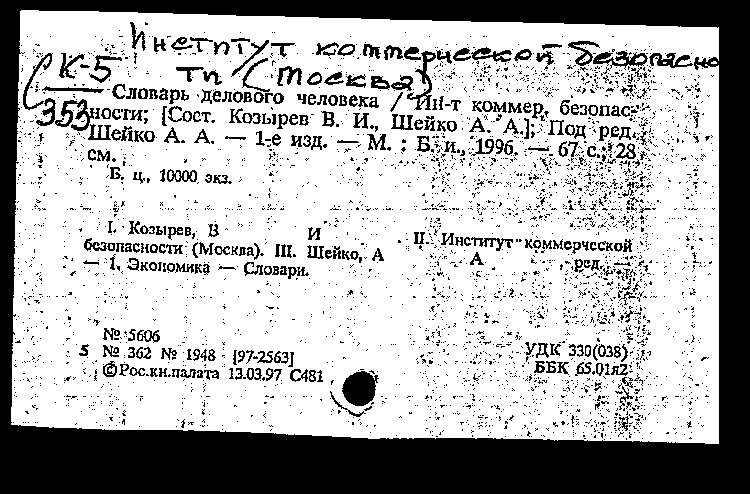 Институт коммерческой безопасно
К-5 ти (Москва)
353
Словарь делового человека / Ин-т коммер. безопас-
ности; [Сост. Козырев В. И., Шейко А. А.]; Под ред.
Шейко А. А. — 1-е изд. — М. : Б. и., 1996. — 67 с.; 28
см.
Б. ц., 10000 экз.
I. Козырев, В И II. Институт коммерческой
безопасности (Москва). III. Шейко, А А ред. —
— 1. Экономика — Словари.
№ 5606
5 № 362 № 1948 [97-2563] УДК 330(038)
©Рос.кн.палата 13.03.97 С481 ББК 65.01я2